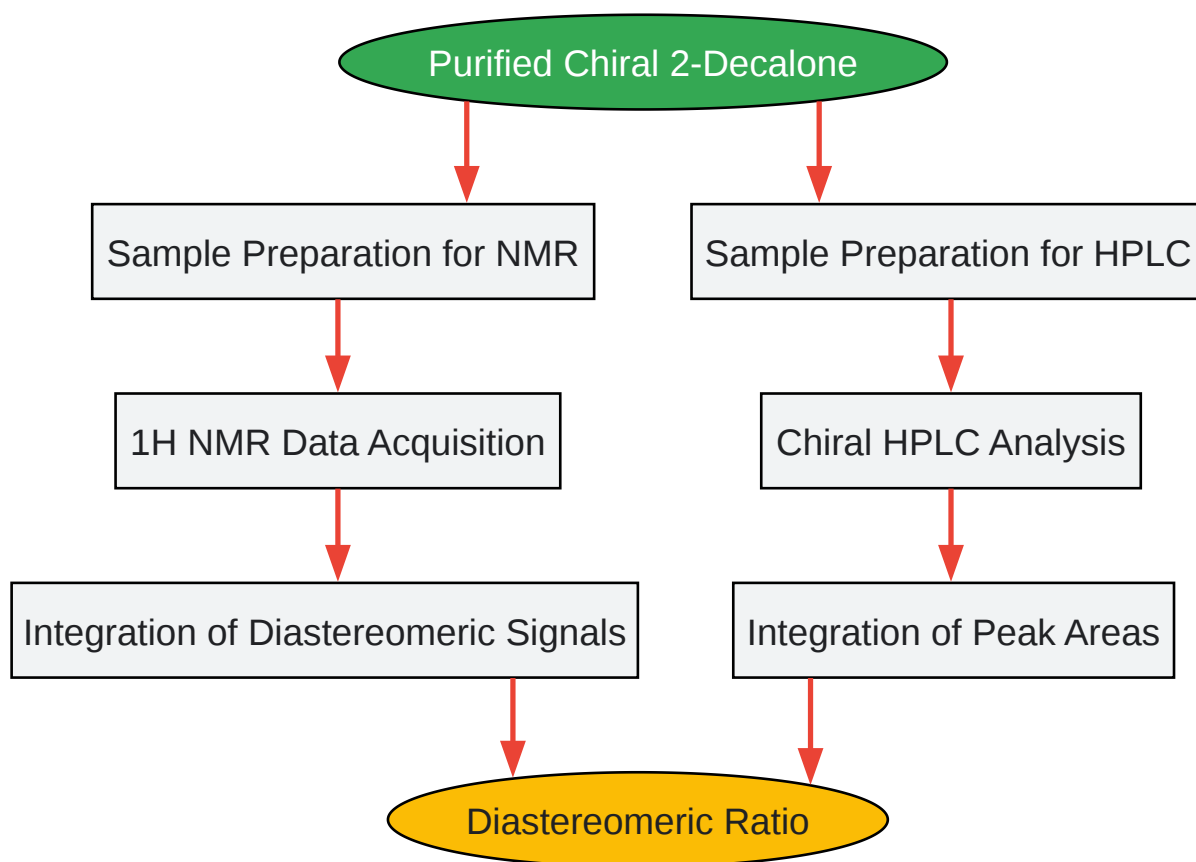 Purified Chiral 2-Decalone
Sample Preparation for NMR
Sample Preparation for HPLC
1H NMR Data Acquisition
Chiral HPLC Analysis
Integration of Diastereomeric Signals
Integration of Peak Areas
Diastereomeric Ratio